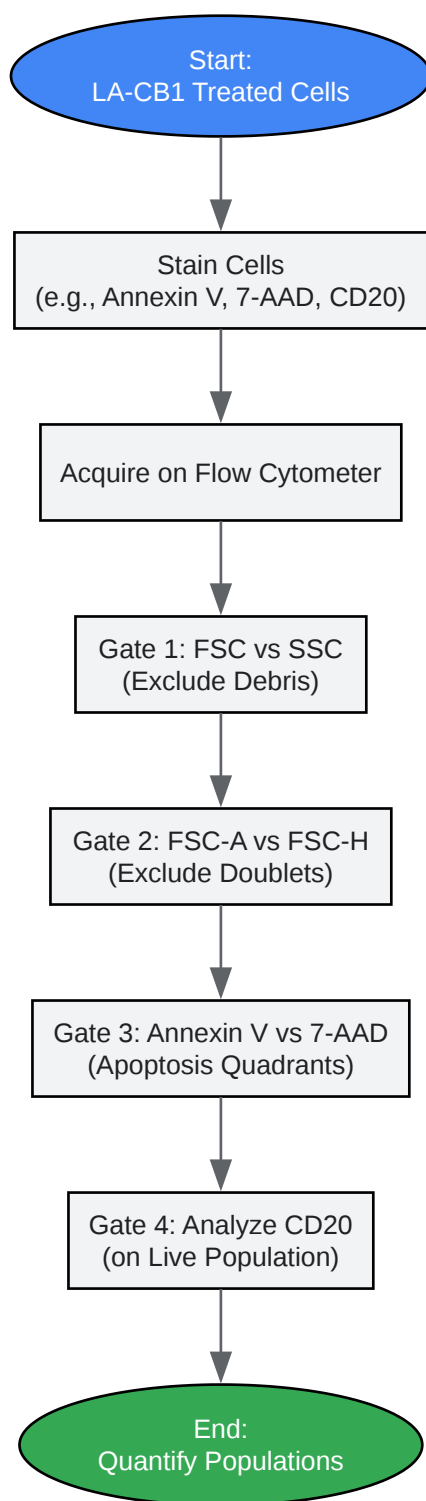 Start:
LA-CB1 Treated Cells
Stain Cells
(e.g., Annexin V, 7-AAD, CD20)
Acquire on Flow Cytometer
Gate 1: FSC vs SSC
(Exclude Debris)
Gate 2: FSC-A vs FSC-H
(Exclude Doublets)
Gate 3: Annexin V vs 7-AAD
(Apoptosis Quadrants)
Gate 4: Analyze CD20
(on Live Population)
End:
Quantify Populations